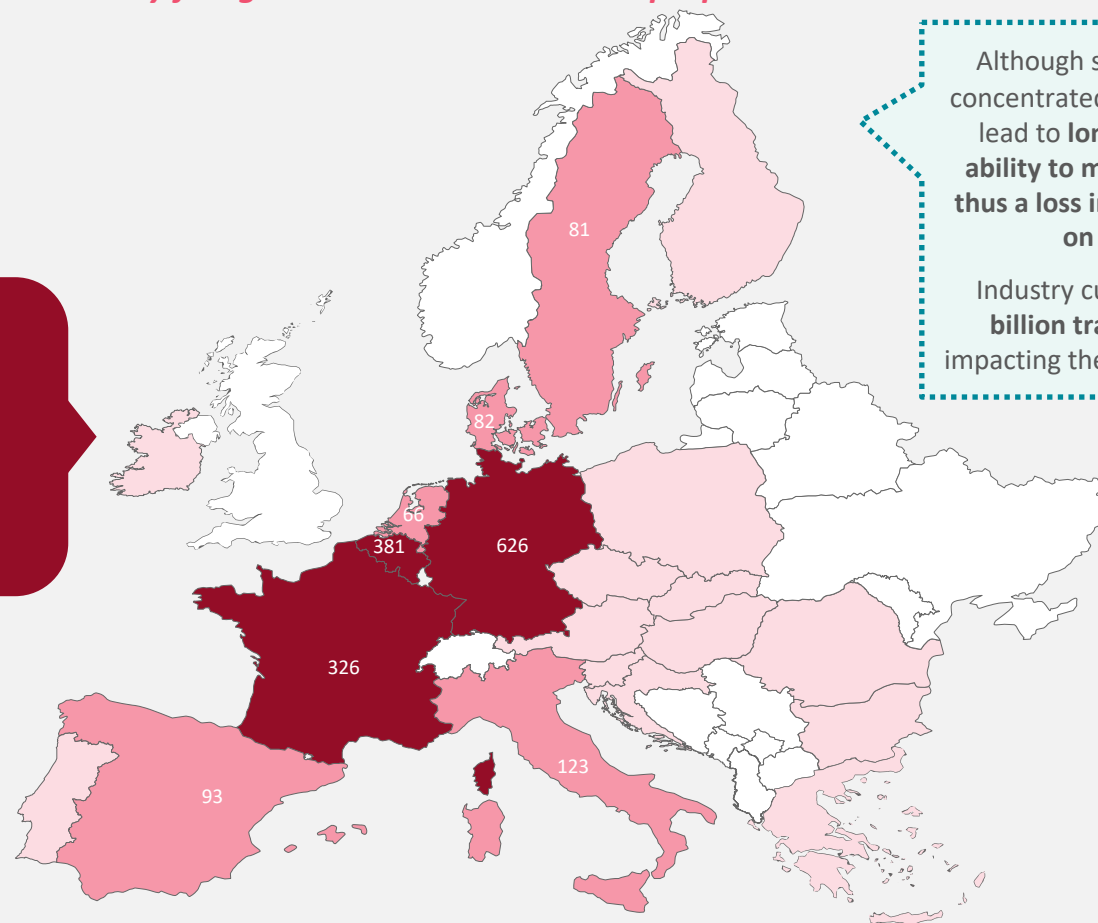 Although s
concentrated
lead to lon
ability to m
thus a loss i
on
Industry cu
billion tra
impacting the
81
82
66
381
626
326
123
93